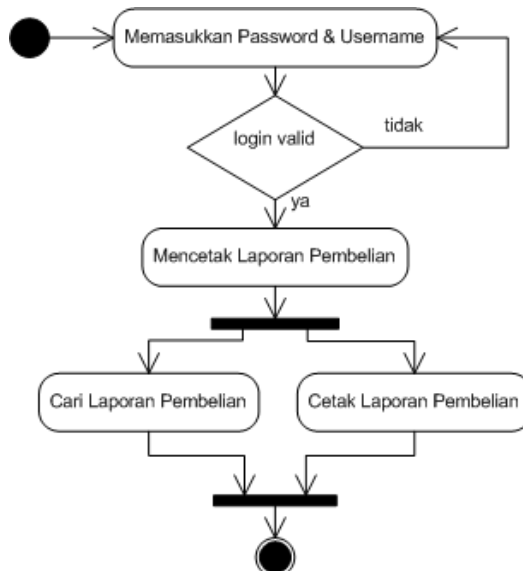 Memasukkan Password & Username
login valid
tidak
ya
Mencetak Laporan Pembelian
Cari Laporan Pembelian
Cetak Laporan Pembelian